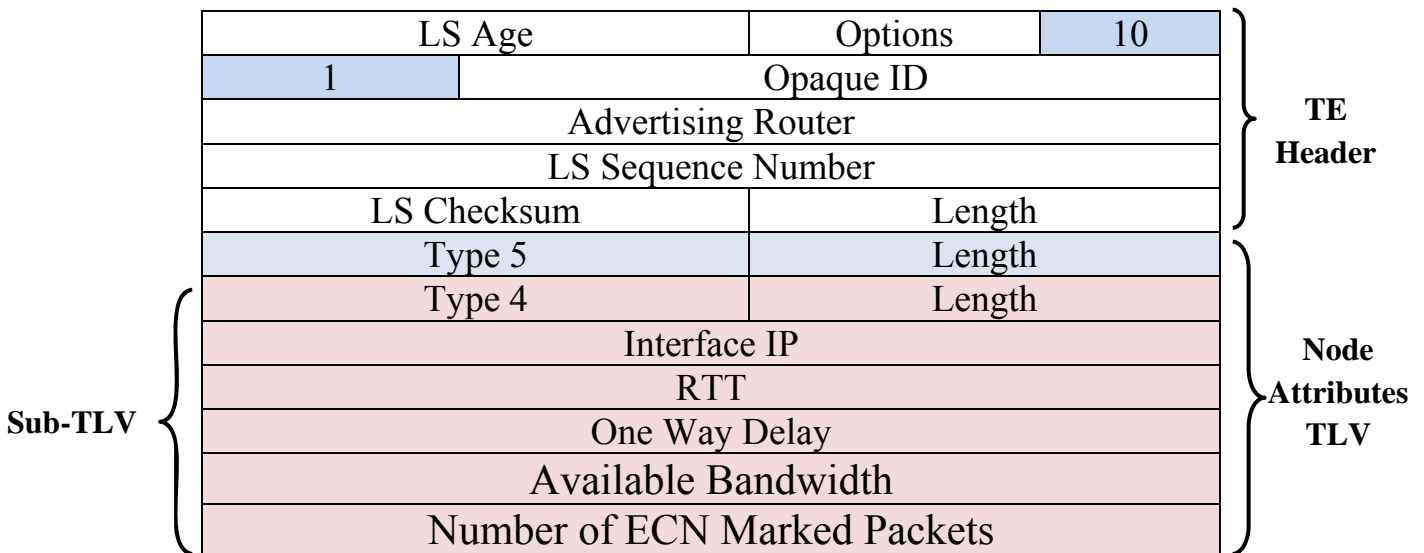 LS Age Options 10
1 Opaque ID
Advertising Router
LS Sequence Number
LS Checksum Length
TE
Header
Type 5 Length
Type 4 Length
Interface IP
RTT
One Way Delay
Available Bandwidth
Number of ECN Marked Packets
Sub-TLV
Node
Attributes
TLV